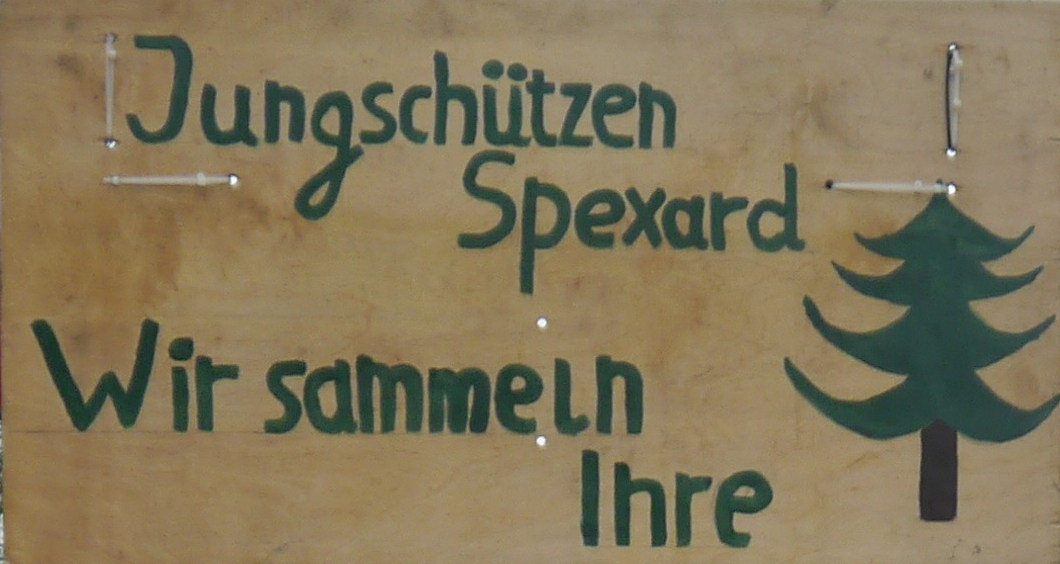 Jungschützen
Spexard
Wir sammeln
Ihre